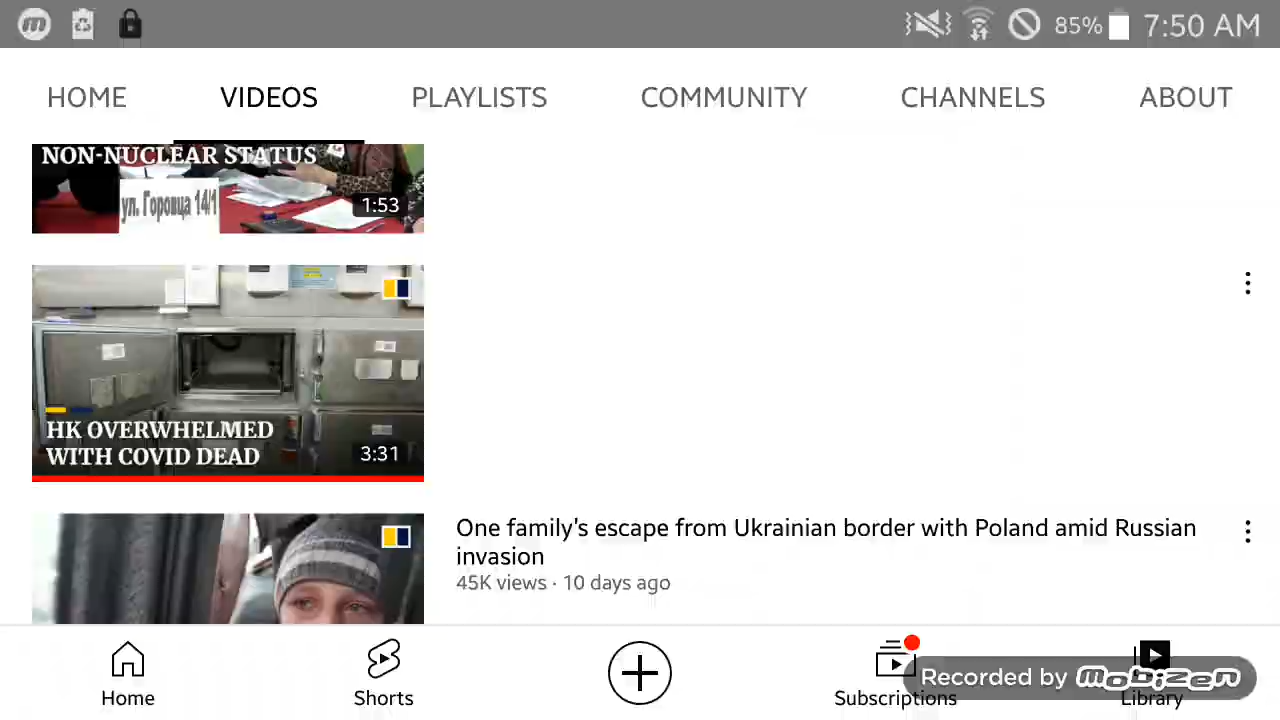 85% 7:50 AM
HOME VIDEOS PLAYLISTS COMMUNITY CHANNELS ABOUT
NON-NUCLEAR STATUS
ул. Горовца 14/1
1:53
HK OVERWHELMED
WITH COVID DEAD
3:31
One family's escape from Ukrainian border with Poland amid Russian
invasion
45K views · 10 days ago
Home Shorts Subscriptions Library
Recorded by mobizen